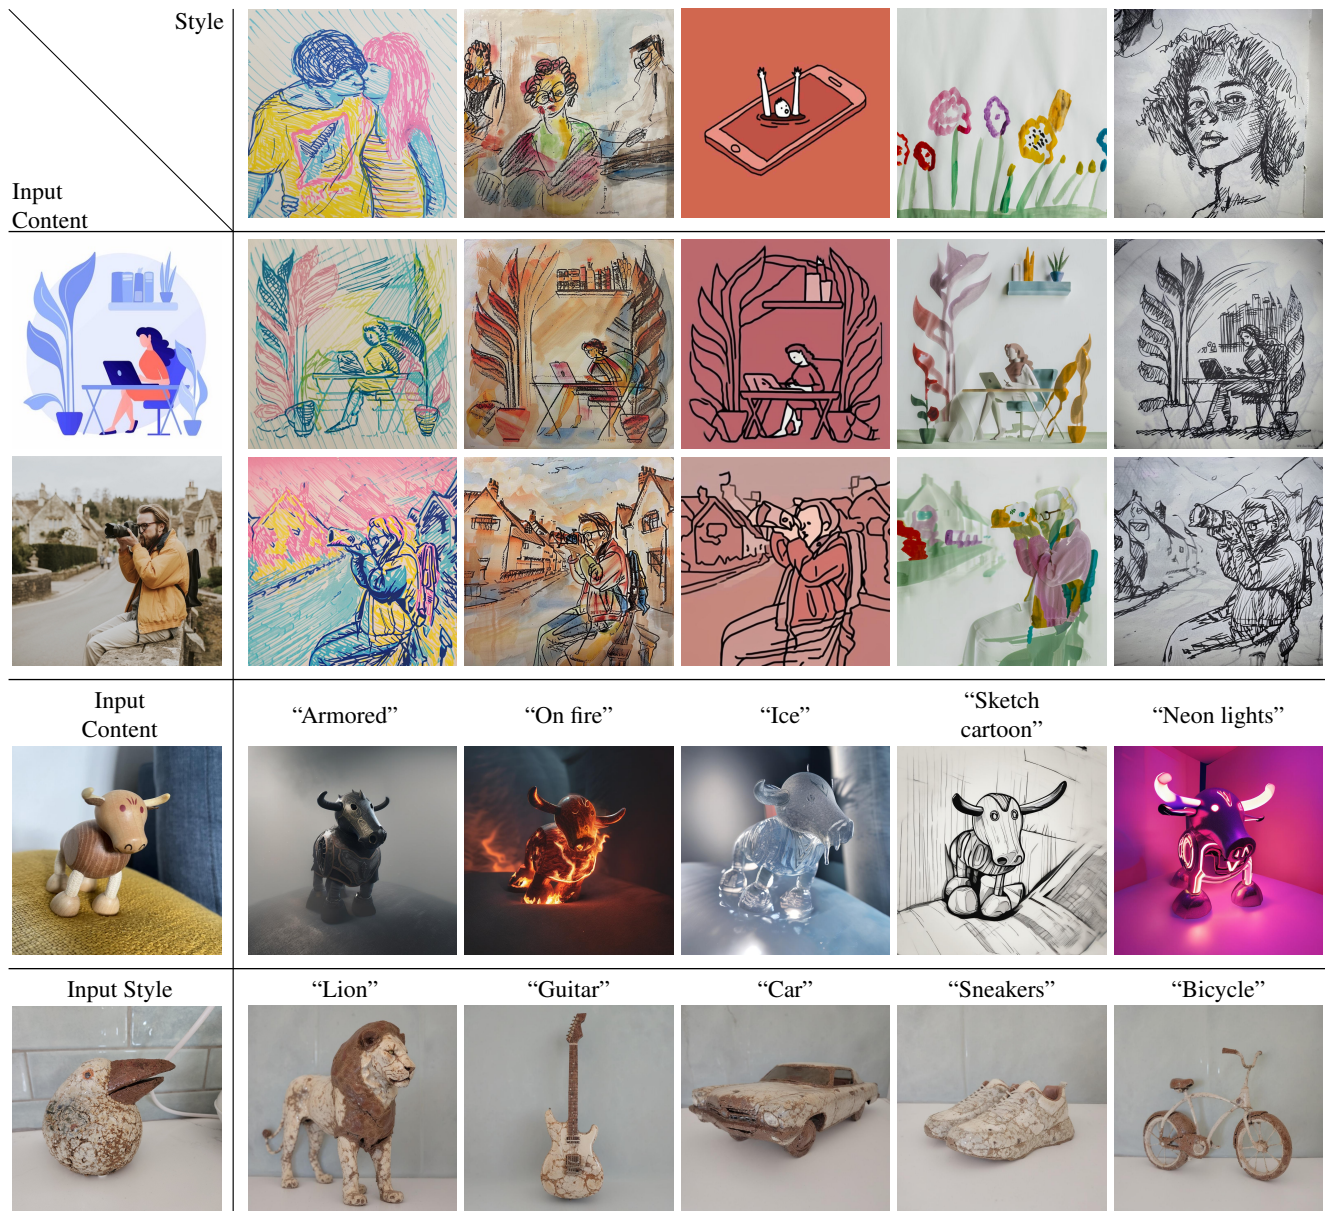 Style
Input
Content
Input
Content
“Armored”
“On fire”
“Ice”
“Sketch
cartoon”
“Neon lights”
Input Style
“Lion”
“Guitar”
“Car”
“Sneakers”
“Bicycle”